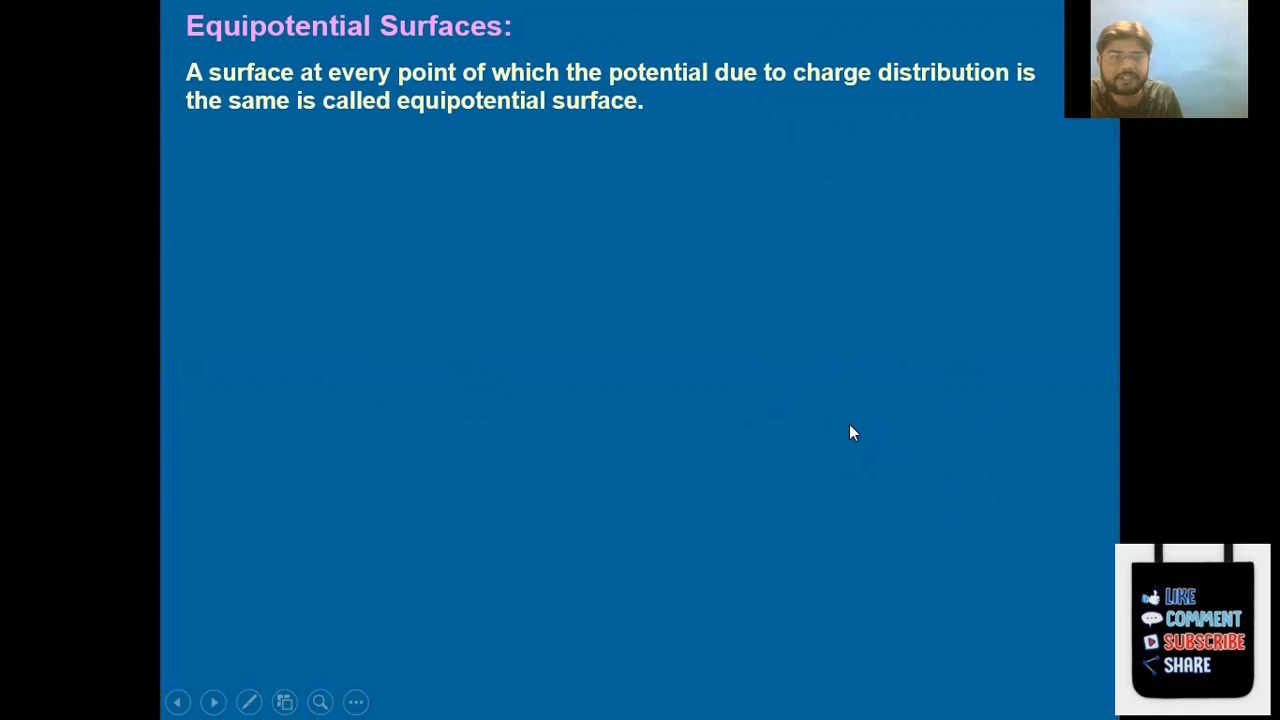 Equipotential Surfaces:
A surface at every point of which the potential due to charge distribution is
the same is called equipotential surface.
LIKE
COMMENT
SUBSCRIBE
SHARE